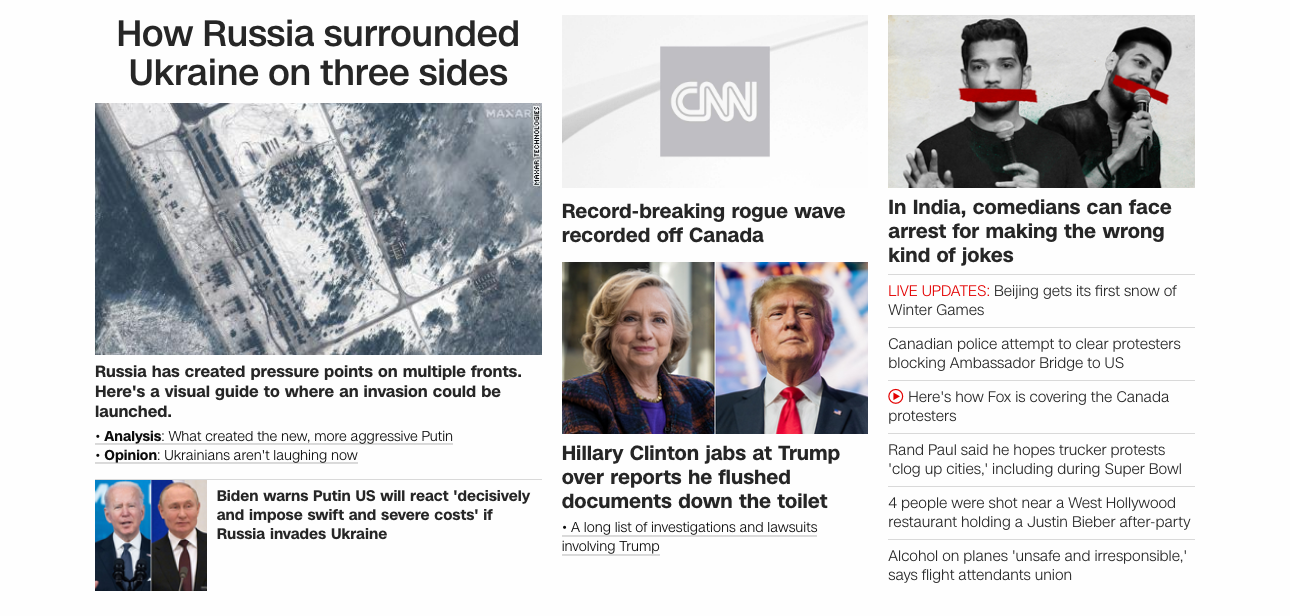 How Russia surrounded
Ukraine on three sides
MAXAR
MAXAR TECHNOLOGIES
Russia has created pressure points on multiple fronts.
Here's a visual guide to where an invasion could be
launched.
• Analysis: What created the new, more aggressive Putin
• Opinion: Ukrainians aren't laughing now
Biden warns Putin US will react 'decisively
and impose swift and severe costs' if
Russia invades Ukraine
CNN
Record-breaking rogue wave
recorded off Canada
Hillary Clinton jabs at Trump
over reports he flushed
documents down the toilet
• A long list of investigations and lawsuits
involving Trump
In India, comedians can face
arrest for making the wrong
kind of jokes
LIVE UPDATES: Beijing gets its first snow of
Winter Games
Canadian police attempt to clear protesters
blocking Ambassador Bridge to US
Here's how Fox is covering the Canada
protesters
Rand Paul said he hopes trucker protests
'clog up cities,' including during Super Bowl
4 people were shot near a West Hollywood
restaurant holding a Justin Bieber after-party
Alcohol on planes 'unsafe and irresponsible,'
says flight attendants union